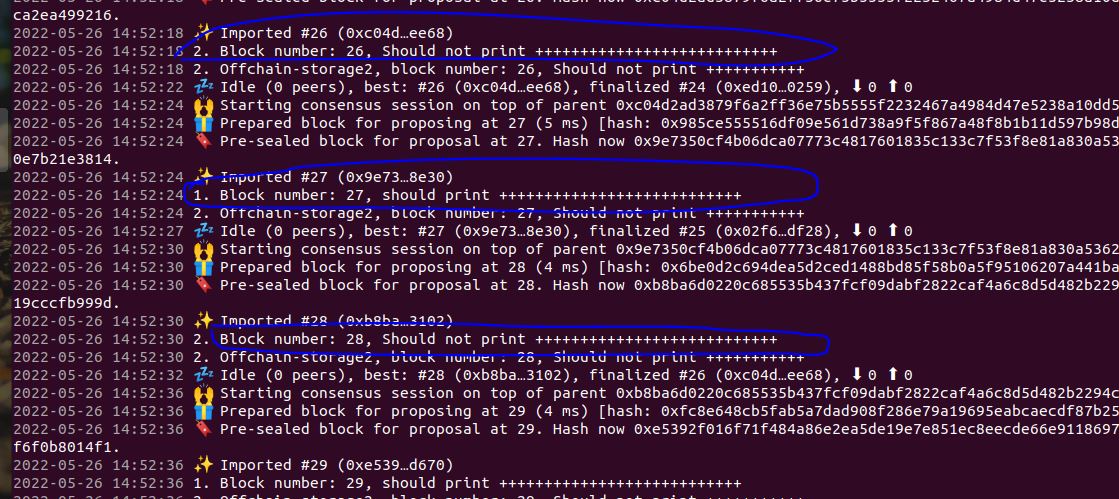 ca2ea499216.
2022-05-26 14:52:18 ✨ Imported #26 (0xc04d…ee68)
2022-05-26 14:52:18 2. Block number: 26, Should not print +++++++++++++++++++++++++++
2022-05-26 14:52:18 2. Offchain-storage2, block number: 26, Should not print +++++++++++
2022-05-26 14:52:22 💤 Idle (0 peers), best: #26 (0xc04d…ee68), finalized #24 (0xed10…0259), ⬇ 0 ⬆ 0
2022-05-26 14:52:24 🙌 Starting consensus session on top of parent 0xc04d2ad3879f6a2ff36e75b5555f2232467a4984d47e5238a10dd5
2022-05-26 14:52:24 🎁 Prepared block for proposing at 27 (5 ms) [hash: 0x985ce555516df09e561d738a9f5f867a48f8b1b11d597b98d
2022-05-26 14:52:24 🔖 Pre-sealed block for proposal at 27. Hash now 0x9e7350cf4b06dca07773c4817601835c133c7f53f8e81a830a53
0e7b21e3814.
2022-05-26 14:52:24 ✨ Imported #27 (0x9e73…8e30)
2022-05-26 14:52:24 1. Block number: 27, should print +++++++++++++++++++++++++++
2022-05-26 14:52:24 2. Offchain-storage2, block number: 27, Should not print +++++++++++
2022-05-26 14:52:27 💤 Idle (0 peers), best: #27 (0x9e73…8e30), finalized #25 (0x02f6…df28), ⬇ 0 ⬆ 0
2022-05-26 14:52:30 🙌 Starting consensus session on top of parent 0x9e7350cf4b06dca07773c4817601835c133c7f53f8e81a830a5362
2022-05-26 14:52:30 🎁 Prepared block for proposing at 28 (4 ms) [hash: 0x6be0d2c694dea5d2ced1488bd85f58b0a5f95106207a441ba
2022-05-26 14:52:30 🔖 Pre-sealed block for proposal at 28. Hash now 0xb8ba6d0220c685535b437fcf09dabf2822caf4a6c8d5d482b229
19cccfb999d.
2022-05-26 14:52:30 ✨ Imported #28 (0xb8ba…3102)
2022-05-26 14:52:30 2. Block number: 28, Should not print +++++++++++++++++++++++++++
2022-05-26 14:52:30 2. Offchain-storage2, block number: 28, Should not print +++++++++++
2022-05-26 14:52:32 💤 Idle (0 peers), best: #28 (0xb8ba…3102), finalized #26 (0xc04d…ee68), ⬇ 0 ⬆ 0
2022-05-26 14:52:36 🙌 Starting consensus session on top of parent 0xb8ba6d0220c685535b437fcf09dabf2822caf4a6c8d5d482b2294c
2022-05-26 14:52:36 🎁 Prepared block for proposing at 29 (4 ms) [hash: 0xfc8e648cb5fab5a7dad908f286e79a19695eabcaecdf87b25
2022-05-26 14:52:36 🔖 Pre-sealed block for proposal at 29. Hash now 0xe5392f016f71f484a86e2ea5de19e7e851ec8eecde66e9118697
f6f0b8014f1.
2022-05-26 14:52:36 ✨ Imported #29 (0xe539…d670)
2022-05-26 14:52:36 1. Block number: 29, should print +++++++++++++++++++++++++++